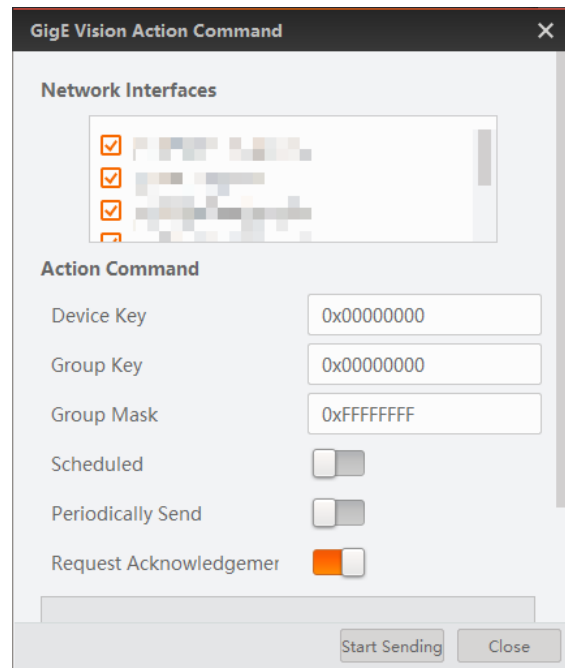 GigE Vision Action Command
Network Interfaces
Action Command
Device Key 0x00000000
Group Key 0x00000000
Group Mask 0xFFFFFFFF
Scheduled
Periodically Send
Request Acknowledgemer
Start Sending Close